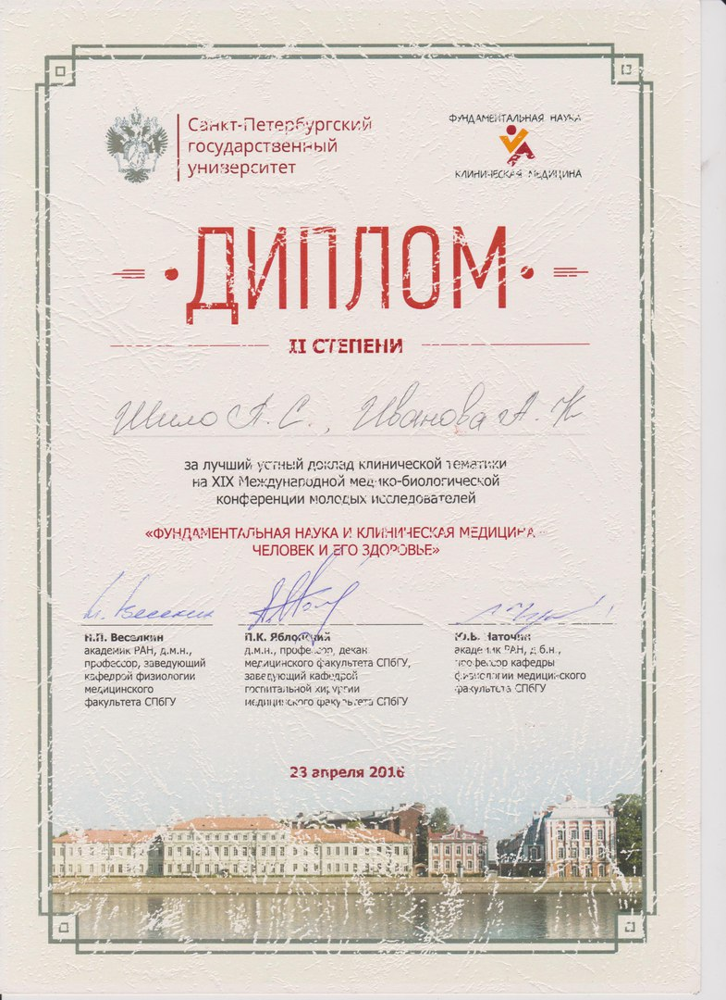 Санкт-Петербургский
государственный
университет
ФУНДАМЕНТАЛЬНАЯ НАУКА
КЛИНИЧЕСКАЯ МЕДИЦИНА
ДИПЛОМ
II СТЕПЕНИ
Шило А. С., Иванова А. К
за лучший устный доклад клинической тематики
на XIX Международной медико-биологической
конференции молодых исследователей
«ФУНДАМЕНТАЛЬНАЯ НАУКА И КЛИНИЧЕСКАЯ МЕДИЦИНА –
ЧЕЛОВЕК И ЕГО ЗДОРОВЬЕ»
Н.П. Веселкин
академик РАН, д.м.н.,
профессор, заведующий
кафедрой физиологии
медицинского
факультета СПбГУ
П.К. Яблонский
д.м.н., профессор, декан
медицинского факультета СПбГУ,
заведующий кафедрой
госпитальной хирургии
медицинского факультета СПбГУ
Ю.В. Наточин
академик РАН, д.б.н.,
профессор кафедры
физиологии медицинского
факультета СПбГУ
23 апреля 2016